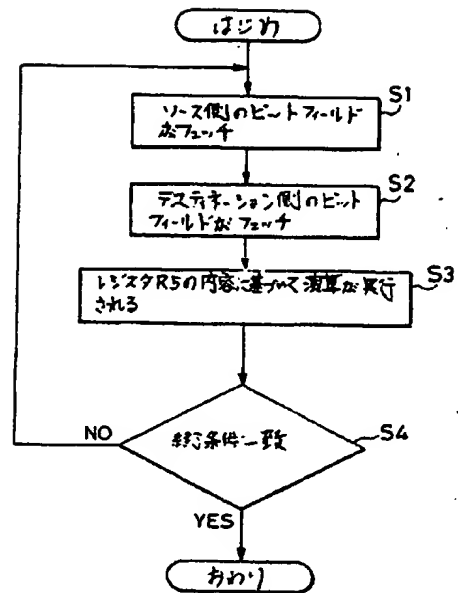 はじめ
ソース側のビットフィールド
がフェッチ
S1
デスティネーション側のビット
フィールドがフェッチ
S2
レジスタR5の内容に基づいて演算が実行
される
S3
終了条件一致
S4
NO
YES
おわり